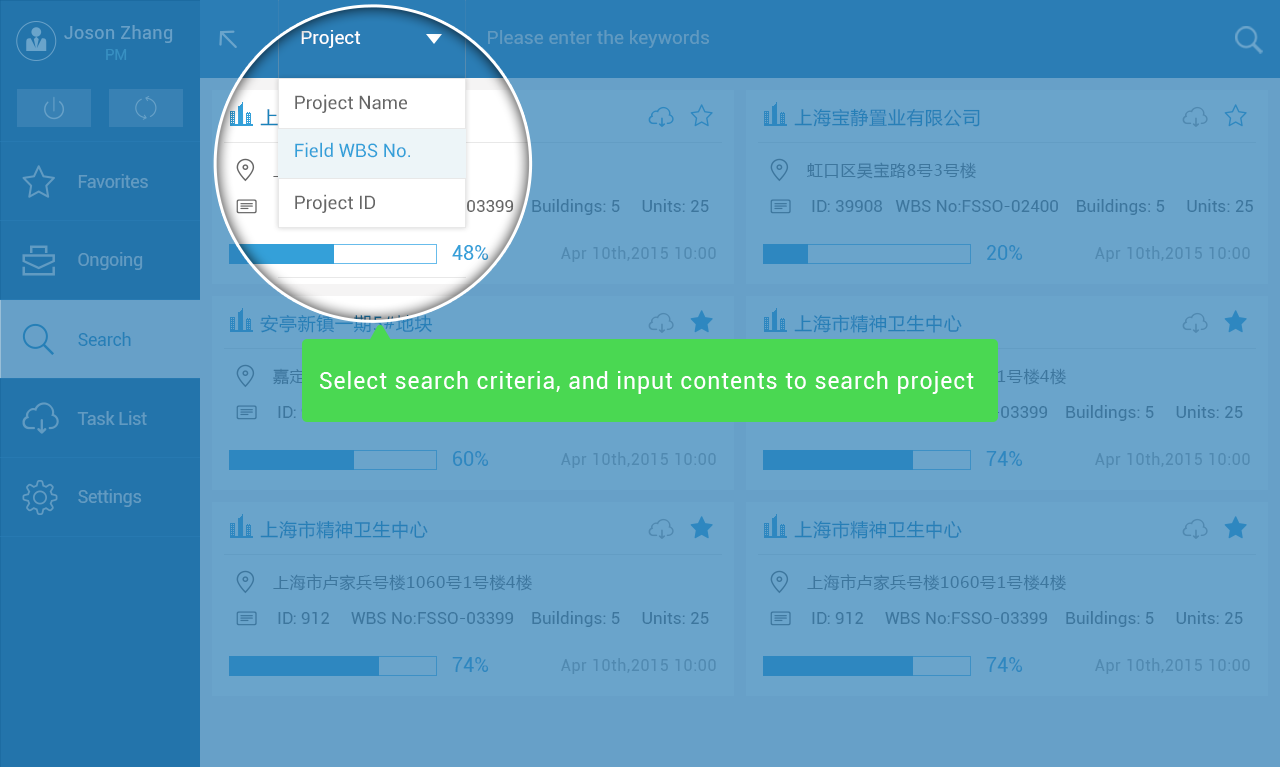 Joson Zhang
PM
Favorites
Ongoing
Search
Task List
Settings
Project
Please enter the keywords
Project Name
Field WBS No.
Project ID
上
03399 Buildings: 5 Units: 25
48% Apr 10th,2015 10:00
上海宝静置业有限公司
虹口区吴宝路8号3号楼
ID: 39908 WBS No:FSSO-02400 Buildings: 5 Units: 25
20% Apr 10th,2015 10:00
安亭新镇一期5#地块
嘉定
ID:
60% Apr 10th,2015 10:00
上海市精神卫生中心
1号楼4楼
03399 Buildings: 5 Units: 25
74% Apr 10th,2015 10:00
Select search criteria, and input contents to search project
上海市精神卫生中心
上海市卢家兵号楼1060号1号楼4楼
ID: 912 WBS No:FSSO-03399 Buildings: 5 Units: 25
74% Apr 10th,2015 10:00
上海市精神卫生中心
上海市卢家兵号楼1060号1号楼4楼
ID: 912 WBS No:FSSO-03399 Buildings: 5 Units: 25
74% Apr 10th,2015 10:00